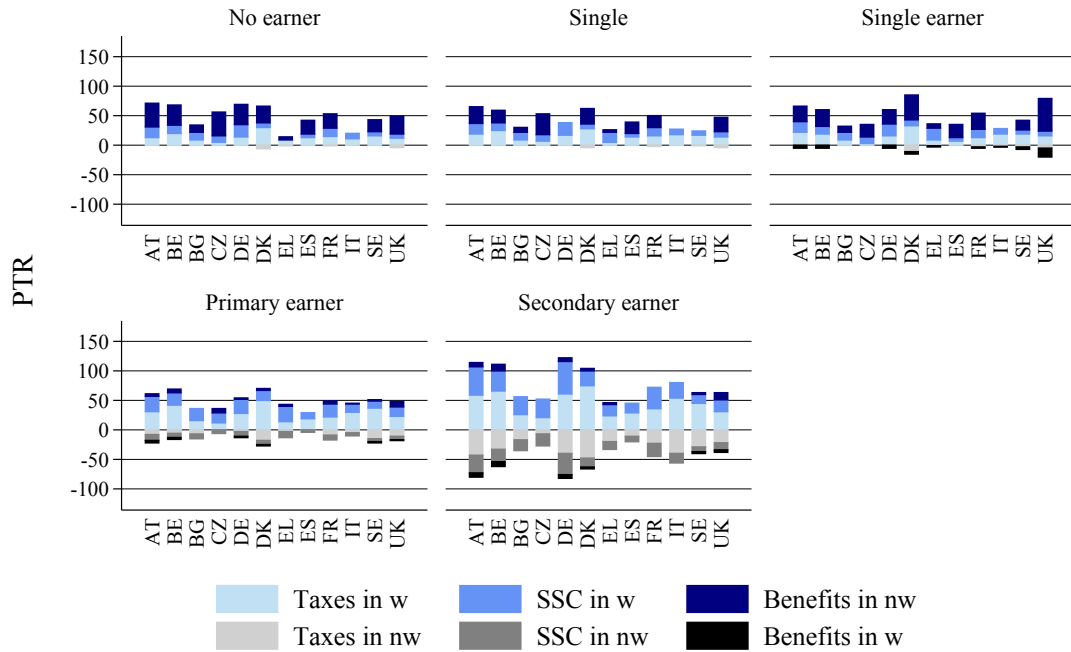 No earner
Single
Single earner
150
100
50
0
-50
-100
AT BE BG CZ DE DK EL ES FR IT SE UK
AT BE BG CZ DE DK EL ES FR IT SE UK
AT BE BG CZ DE DK EL ES FR IT SE UK
PTR
Primary earner
Secondary earner
150
100
50
0
-50
-100
AT BE BG CZ DE DK EL ES FR IT SE UK
AT BE BG CZ DE DK EL ES FR IT SE UK
Taxes in w
SSC in w
Benefits in nw
Taxes in nw
SSC in nw
Benefits in w